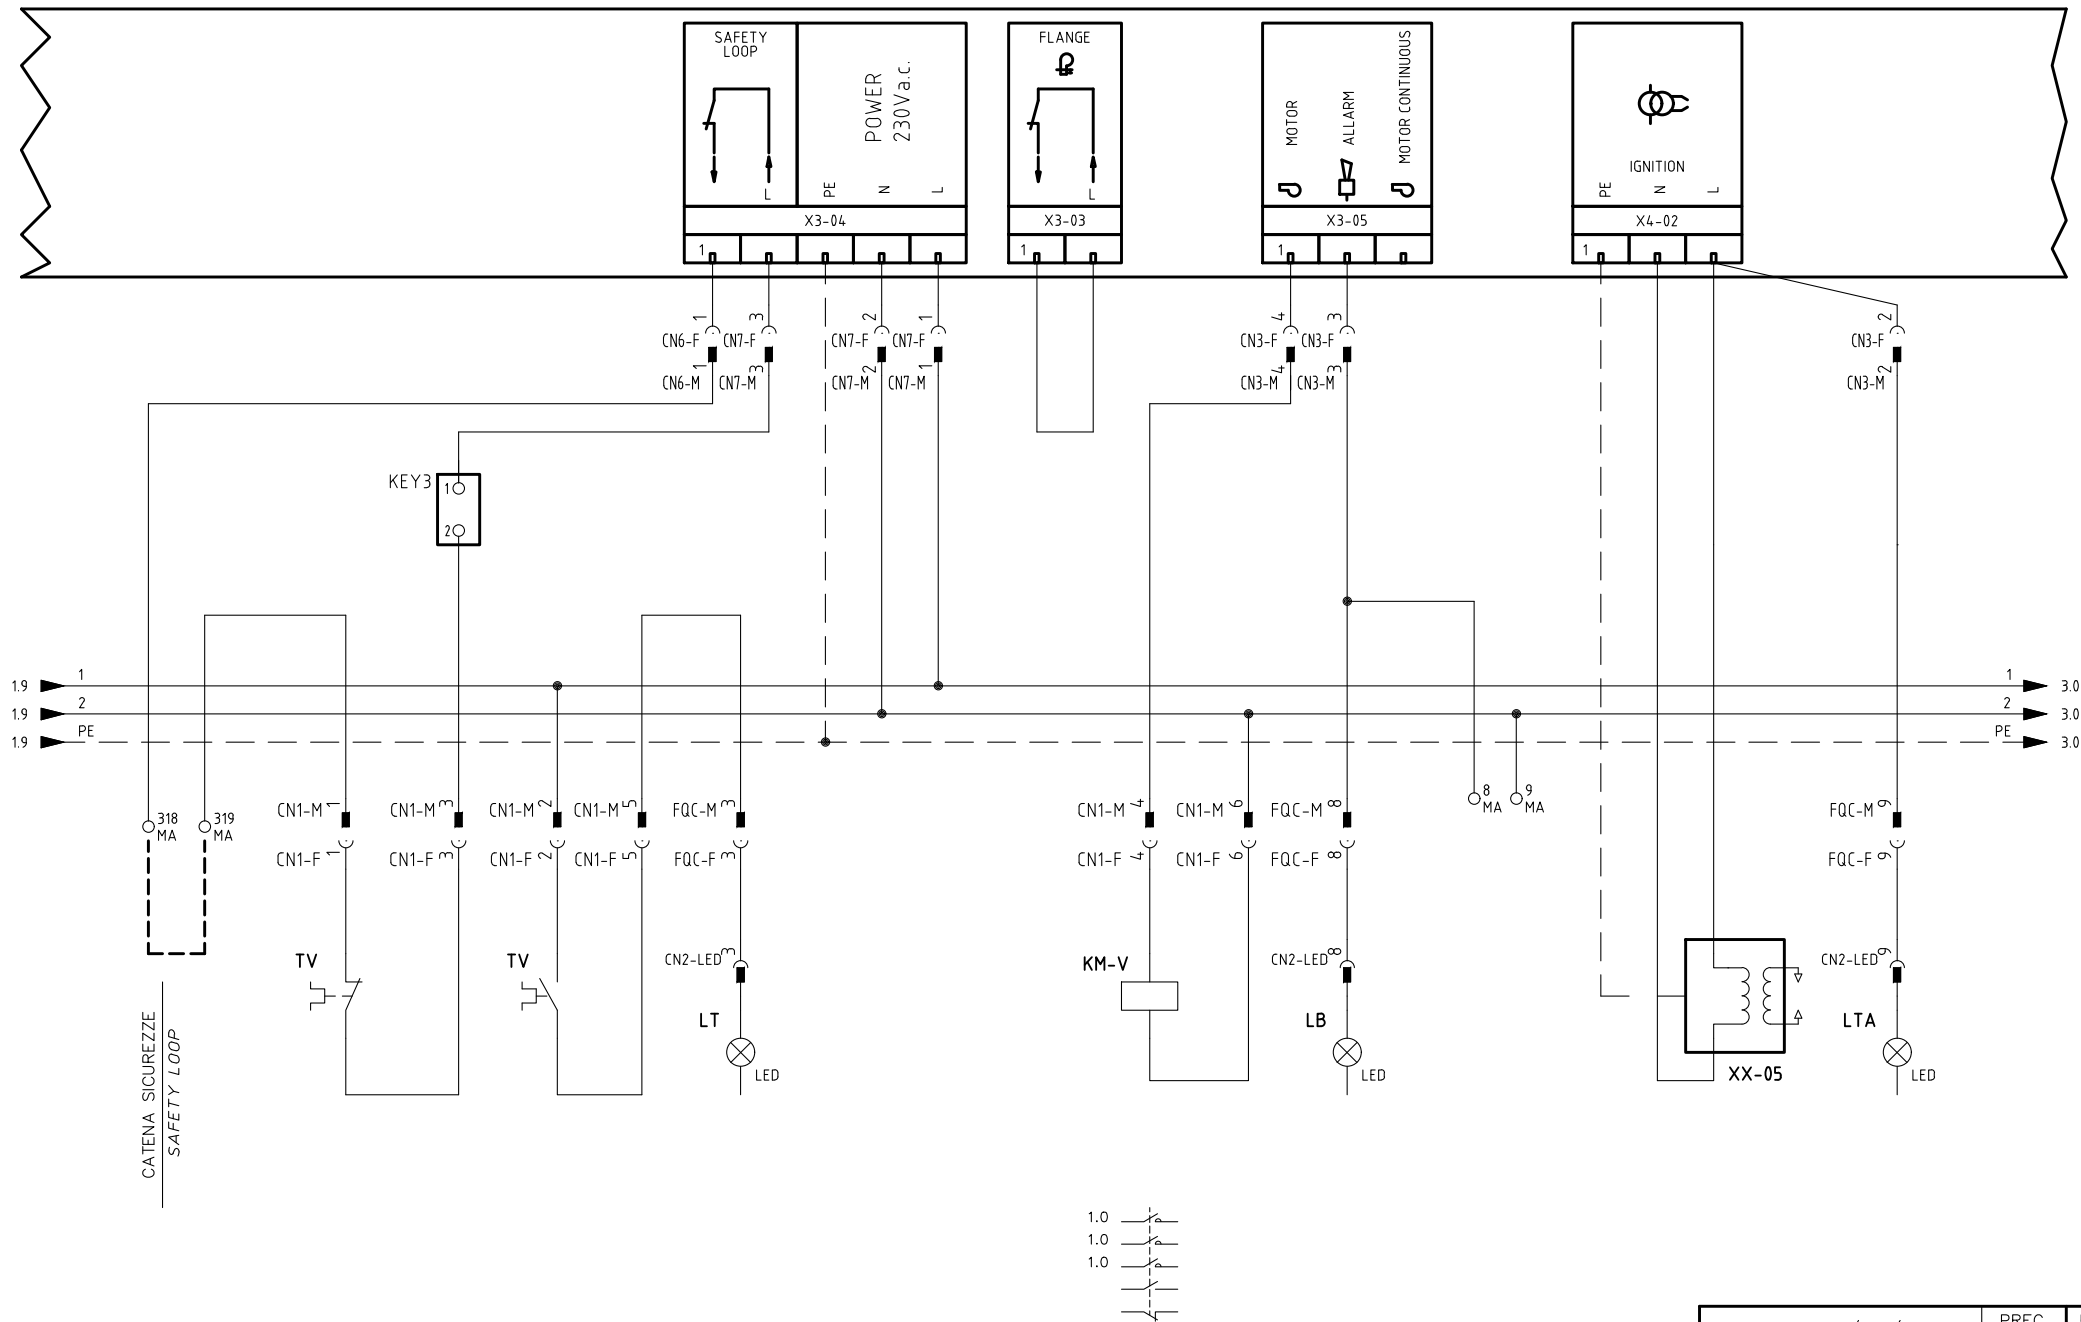 SAFETY
LOOP
L
POWER
230Va.c.
PE
N
L
X3-04
1
FLANGE
L
X3-03
1
MOTOR
ALLARM
MOTOR CONTINUOUS
X3-05
1
IGNITION
PE
N
L
X4-02
1
1 3 2 1 4 3 2
CN6-F CN7-F CN7-F CN7-F CN3-F CN3-F CN3-F
1 3 2 1 4 3 2
CN6-M CN7-M CN7-M CN7-M CN3-M CN3-M CN3-M
KEY3
1
2
1.9 1 1 3.0
1.9 2 2 3.0
1.9 PE PE 3.0
318
MA
319
MA
CN1-M 1 CN1-M 3 CN1-M 2 CN1-M 5 FQC-M 3 CN1-M 4 CN1-M 6 FQC-M 8
8
MA
9
MA
FQC-M 9
CN1-F 1 CN1-F 3 CN1-F 2 CN1-F 5 FQC-F 3 CN1-F 4 CN1-F 6 FQC-F 8 FQC-F 9
TV TV CN2-LED 3 KM-V CN2-LED 8 CN2-LED 9
LT LB LTA
LED LED XX-05 LED
CATENA SICUREZZE
SAFETY LOOP
1.0
1.0
1.0
PREC